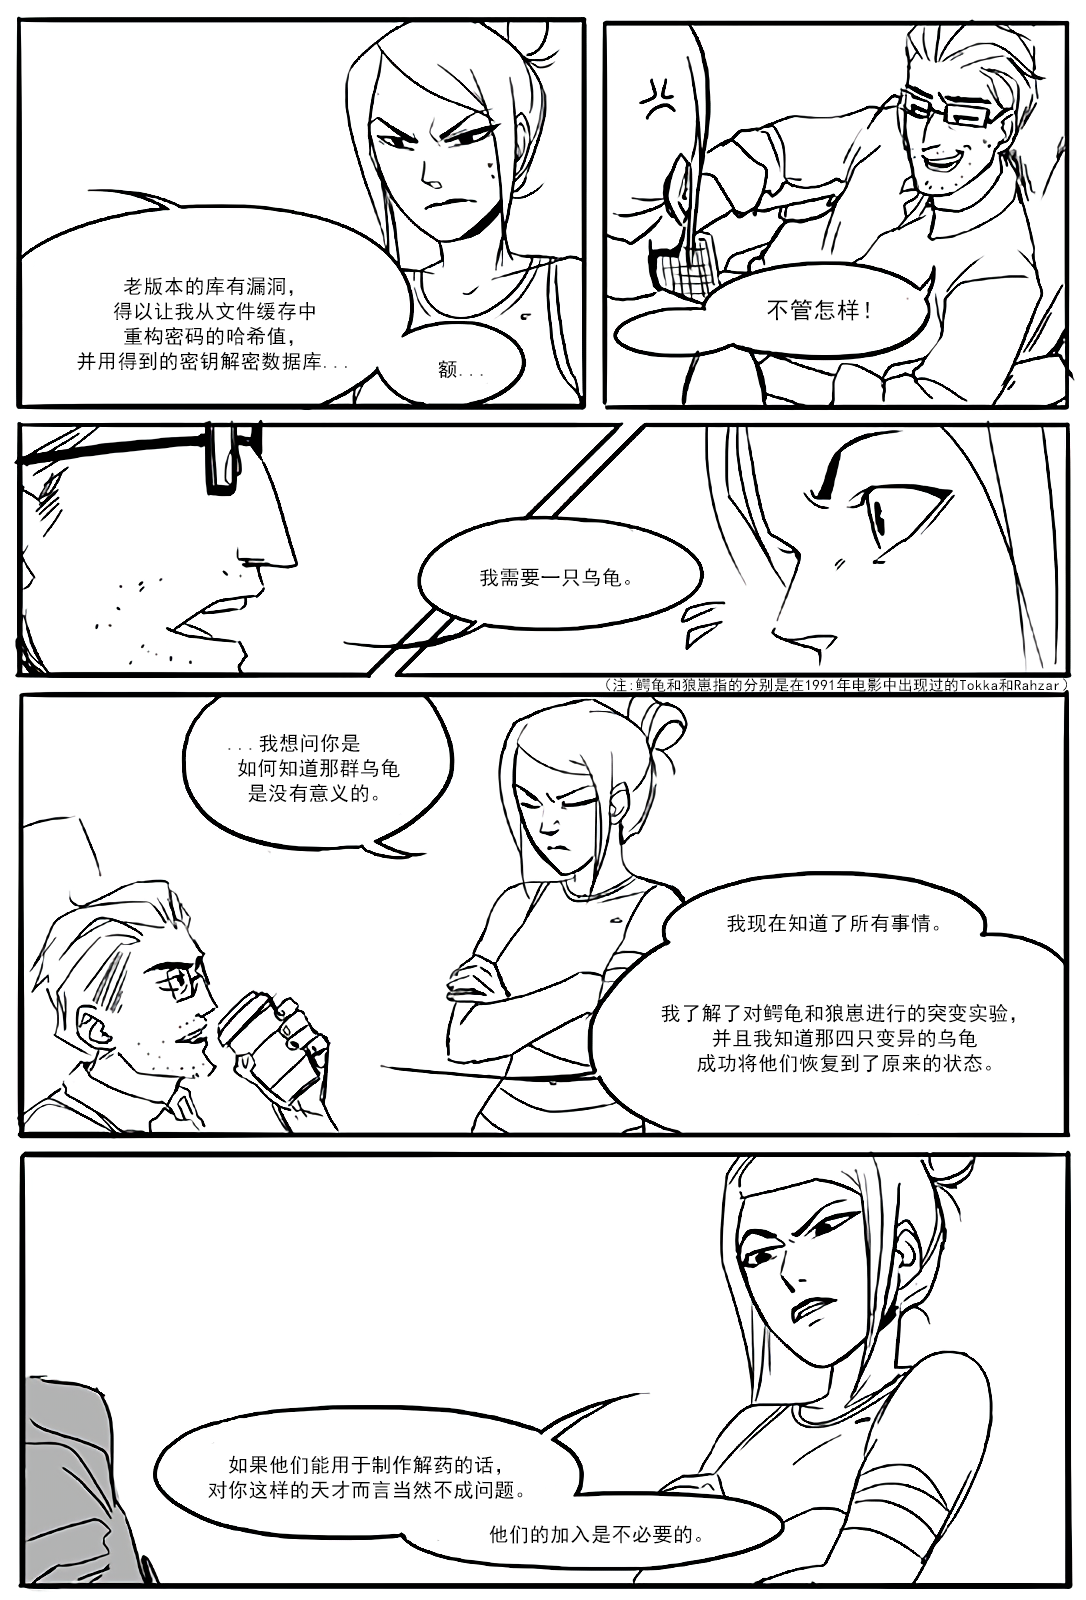 老版本的库有漏洞，
得以让我从文件缓存中
重构密码的哈希值，
并用得到的密钥解密数据库...
额...
不管怎样！
我需要一只乌龟。
（注:鳄龟和狼崽指的分别是在1991年电影中出现过的Tokka和Rahzar）
...我想问你是
如何知道那群乌龟
是没有意义的。
我现在知道了所有事情。
我了解了对鳄龟和狼崽进行的突变实验，
并且我知道那四只变异的乌龟
成功将他们恢复到了原来的状态。
如果他们能用于制作解药的话，
对你这样的天才而言当然不成问题。
他们的加入是不必要的。